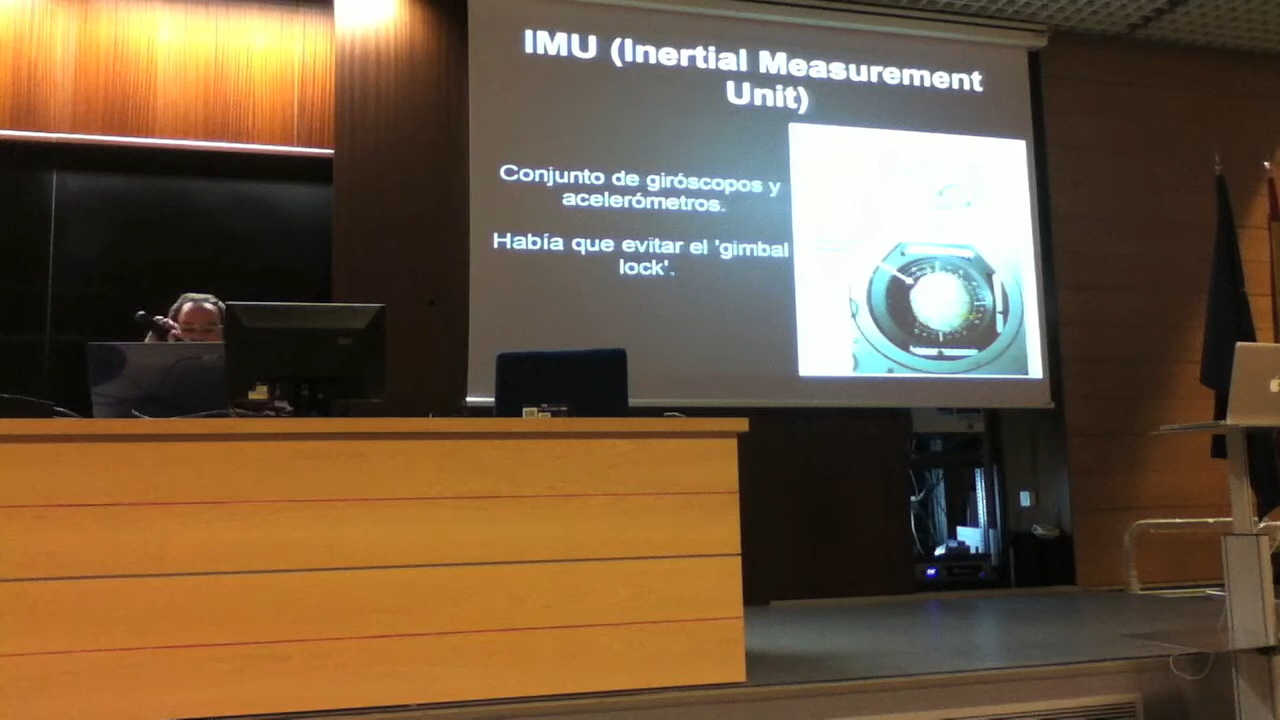 IMU (Inertial Measurement
Unit)
Conjunto de giróscopos y
acelerómetros.
Había que evitar el 'gimbal
lock'.